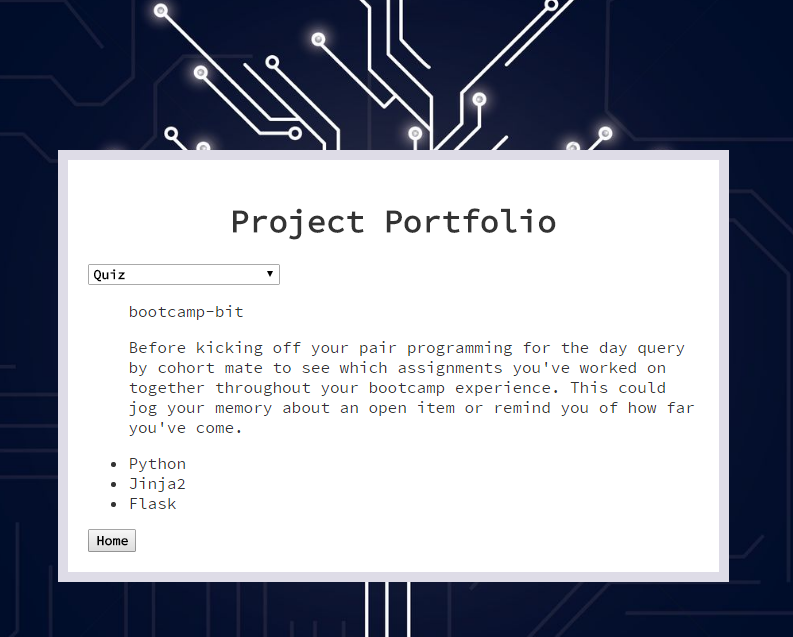 Project Portfolio
Quiz
bootcamp-bit
Before kicking off your pair programming for the day query
by cohort mate to see which assignments you've worked on
together throughout your bootcamp experience. This could
jog your memory about an open item or remind you of how far
you've come.
Python
Jinja2
Flask
Home